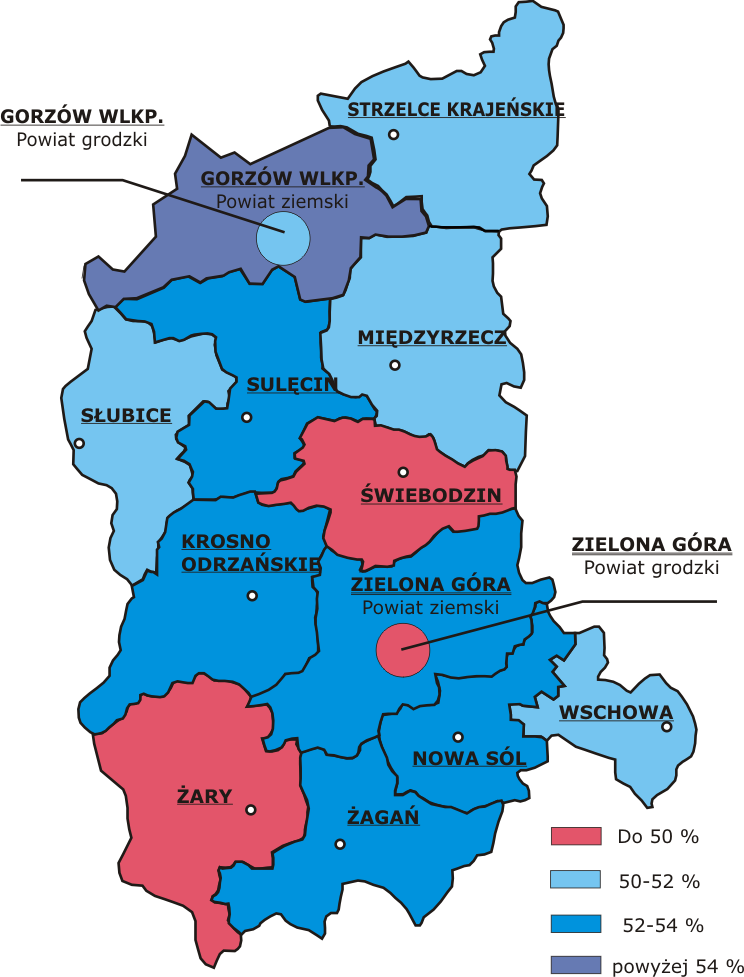 STRZELCE KRAJEŃSKIE
GORZÓW WLKP.
Powiat grodzki
GORZÓW WLKP.
Powiat ziemski
MIĘDZYRZECZ
SULĘCIN
SŁUBICE
ŚWIEBODZIN
KROSNO
ODRZAŃSKIE
ZIELONA GÓRA
Powiat grodzki
ZIELONA GÓRA
Powiat ziemski
WSCHOWA
NOWA SÓL
ŻARY
ŻAGAŃ
Do 50 %
50-52 %
52-54 %
powyżej 54 %